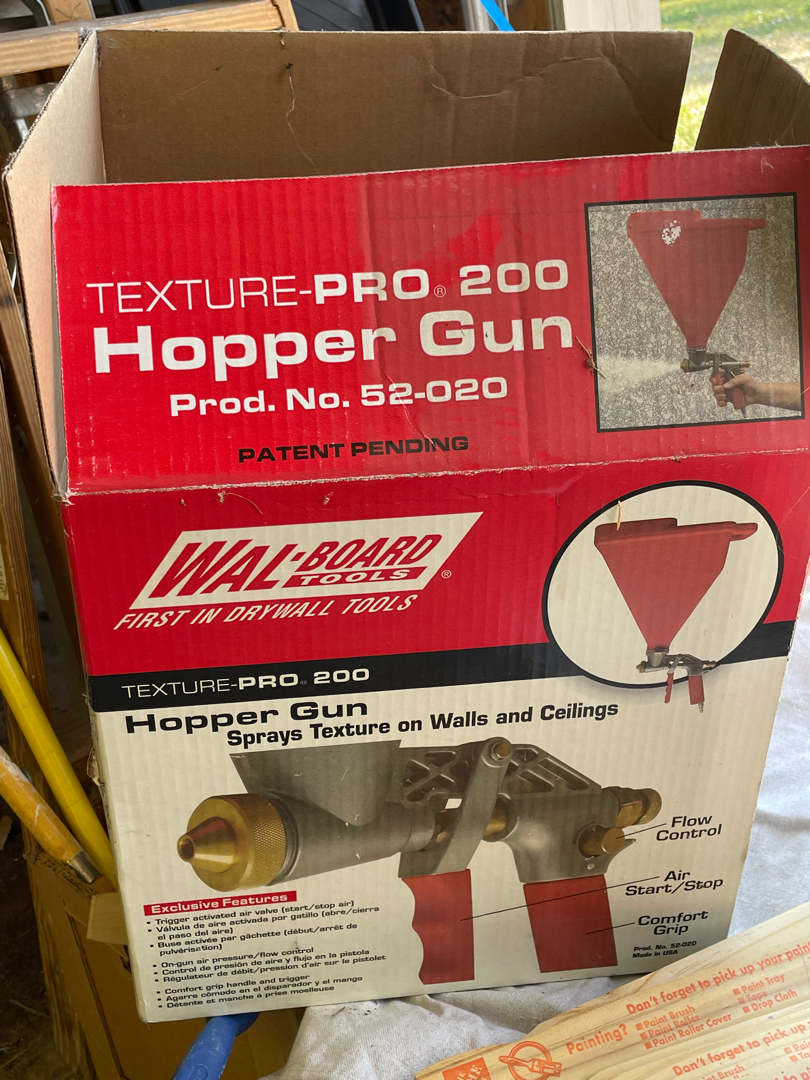 TEXTURE-PRO® 200
Hopper Gun
Prod. No. 52-020
PATENT PENDING
WAL-BOARD
TOOLS ®
FIRST IN DRYWALL TOOLS
TEXTURE-PRO® 200
Hopper Gun
Sprays Texture on Walls and Ceilings
Flow
Control
Air
Start/Stop
Comfort
Grip
Prod. No. 52-020
Made in USA
Exclusive Features
• Trigger activated air valve (start/stop air)
• Válvula de aire activada por gatillo (abre/cierra
el paso del aire)
• Buse activée par gâchette (début/arrêt de
pulvérisation)
• On-gun air pressure/flow control
• Control de presión de aire y flujo en la pistola
• Régulateur de débit/pression d'air sur le pistolet
• Comfort grip handle and trigger
• Agarre cómodo en el disparador y el mango
• Détente et manche à prise moelleuse
Don't forget to pick up your pain
Painting?
Paint Brush
Paint Roller
Paint Roller Cover
Paint Tray
Tape
Drop Cloth
Don't forget to pick up